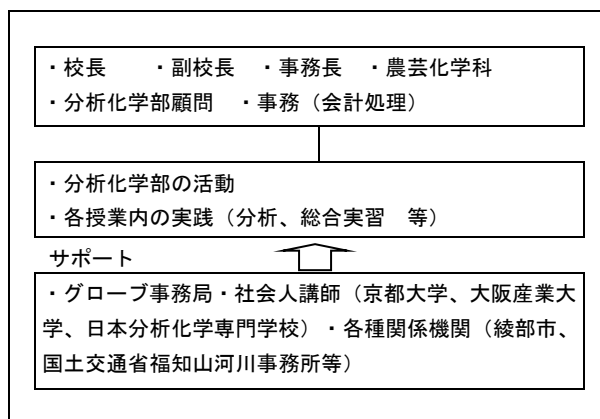 ・校長　　・副校長　・事務長　・農芸化学科
・分析化学部顧問　・事務（会計処理）
・分析化学部の活動
・各授業内の実践（分析、総合実習　等）
サポート
・グローブ事務局・社会人講師（京都大学、大阪産業大
学、日本分析化学専門学校）・各種関係機関（綾部市、
国土交通省福知山河川事務所等）